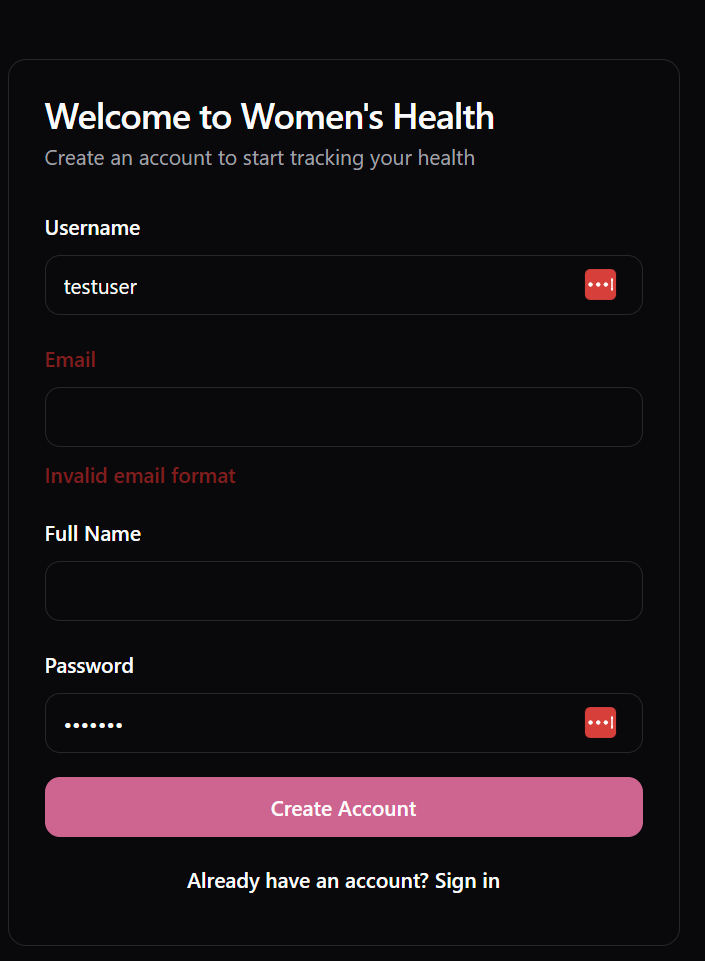 Welcome to Women's Health
Create an account to start tracking your health
Username
testuser
Email
Invalid email format
Full Name
Password
•••••••
Create Account
Already have an account? Sign in